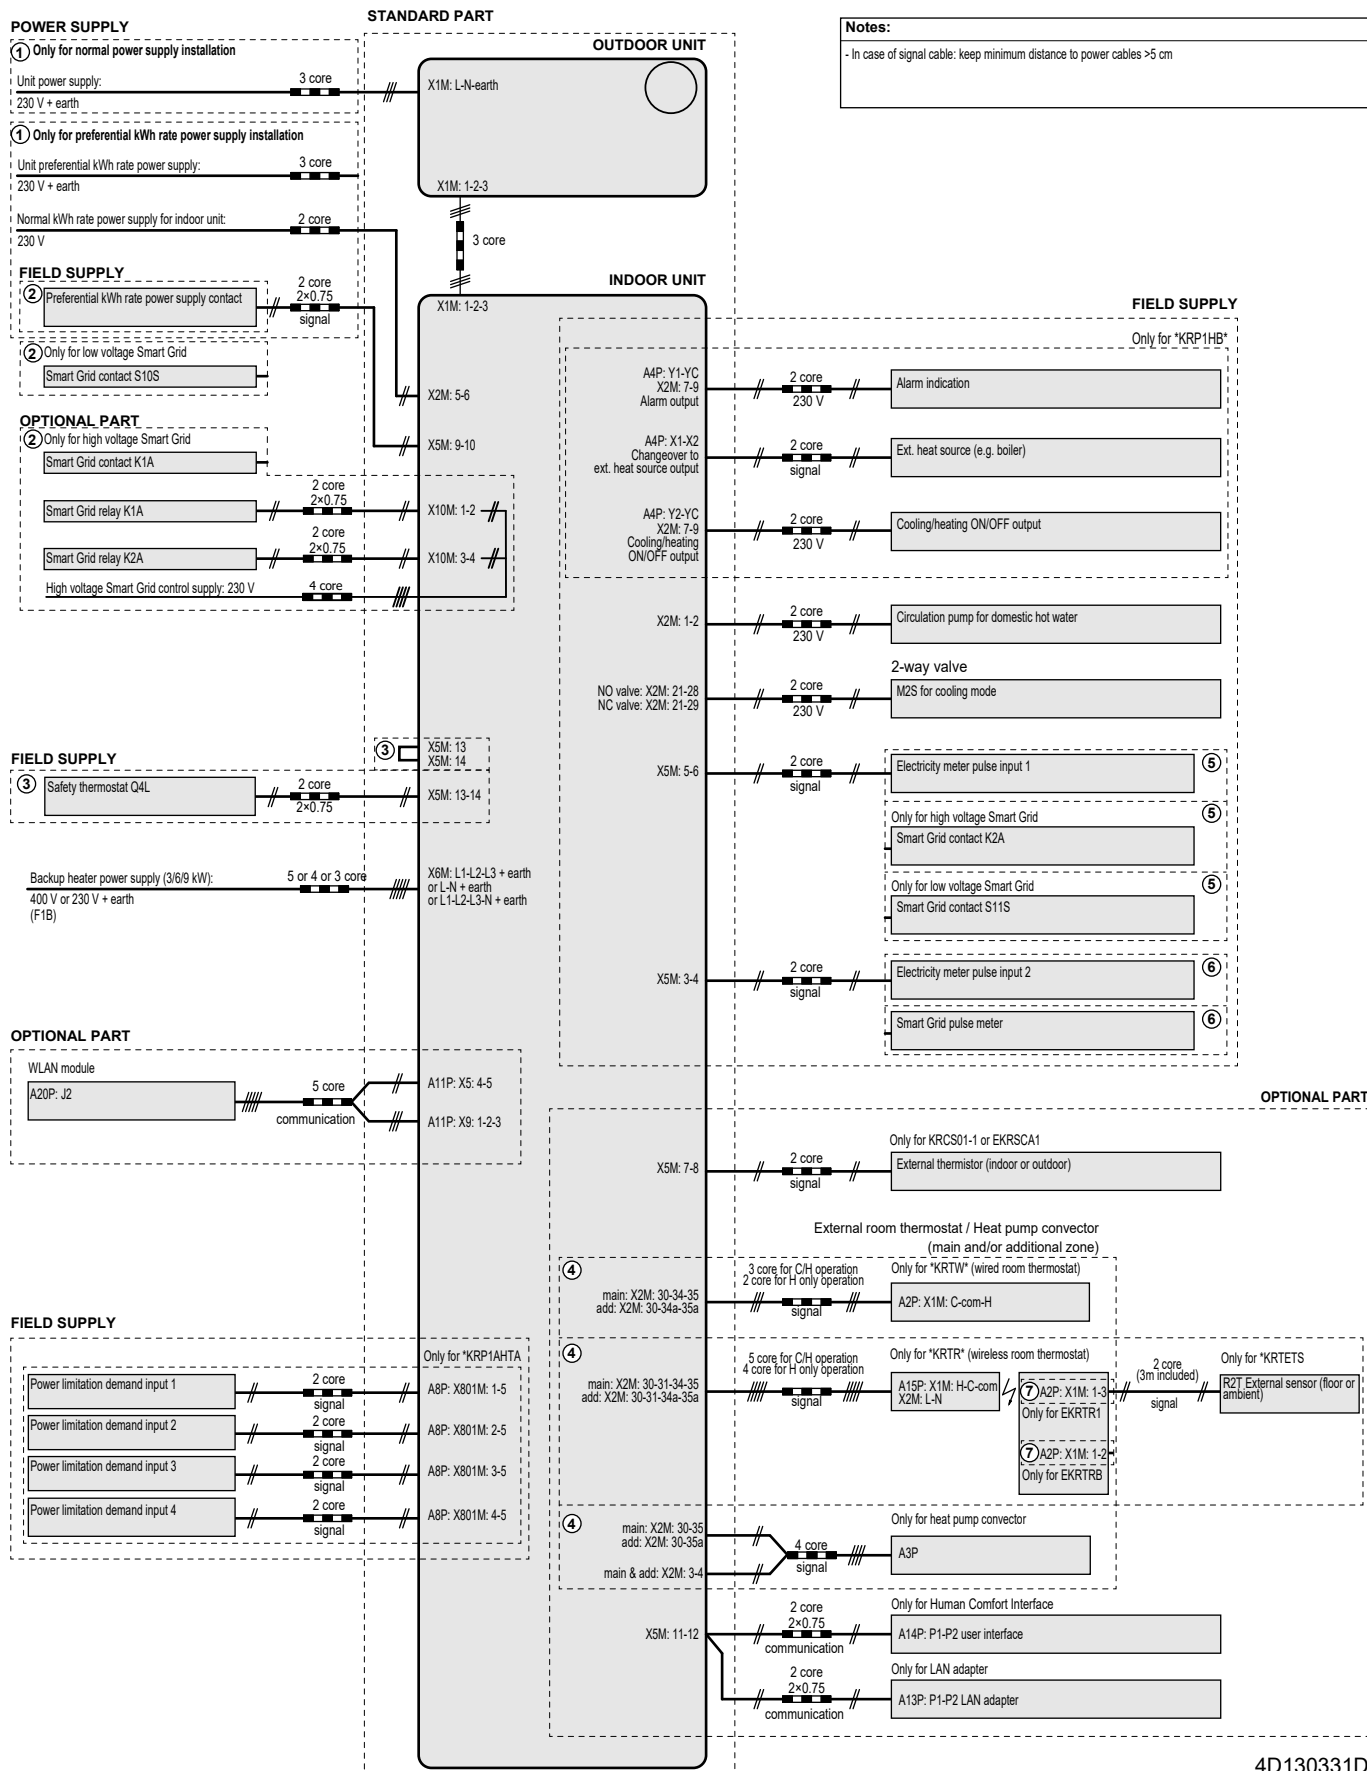 POWER SUPPLY
① Only for normal power supply installation
Unit power supply:
230 V + earth
3 core
① Only for preferential kWh rate power supply installation
Unit preferential kWh rate power supply:
230 V + earth
3 core
Normal kWh rate power supply for indoor unit:
230 V
2 core
FIELD SUPPLY
② Preferential kWh rate power supply contact
2 core
2×0.75
signal
② Only for low voltage Smart Grid
Smart Grid contact S10S
OPTIONAL PART
② Only for high voltage Smart Grid
Smart Grid contact K1A
Smart Grid relay K1A
2 core
2×0.75
Smart Grid relay K2A
2 core
2×0.75
High voltage Smart Grid control supply: 230 V
4 core
FIELD SUPPLY
③ Safety thermostat Q4L
2 core
2×0.75
Backup heater power supply (3/6/9 kW):
400 V or 230 V + earth
(F1B)
5 or 4 or 3 core
OPTIONAL PART
WLAN module
A20P: J2
5 core
communication
FIELD SUPPLY
Only for *KRP1AHTA
Power limitation demand input 1
2 core
signal
Power limitation demand input 2
2 core
signal
Power limitation demand input 3
2 core
signal
Power limitation demand input 4
2 core
signal
STANDARD PART
OUTDOOR UNIT
X1M: L-N-earth
X1M: 1-2-3
3 core
INDOOR UNIT
X1M: 1-2-3
X2M: 5-6
X5M: 9-10
X10M: 1-2
X10M: 3-4
③
X5M: 13
X5M: 14
X5M: 13-14
X6M: L1-L2-L3 + earth
or L-N + earth
or L1-L2-L3-N + earth
A11P: X5: 4-5
A11P: X9: 1-2-3
A8P: X801M: 1-5
A8P: X801M: 2-5
A8P: X801M: 3-5
A8P: X801M: 4-5
Notes:
- In case of signal cable: keep minimum distance to power cables >5 cm
FIELD SUPPLY
Only for *KRP1HB*
A4P: Y1-YC
X2M: 7-9
Alarm output
2 core
230 V
Alarm indication
A4P: X1-X2
Changeover to
ext. heat source output
2 core
signal
Ext. heat source (e.g. boiler)
A4P: Y2-YC
X2M: 7-9
Cooling/heating
ON/OFF output
2 core
230 V
Cooling/heating ON/OFF output
X2M: 1-2
2 core
230 V
Circulation pump for domestic hot water
2-way valve
NO valve: X2M: 21-28
NC valve: X2M: 21-29
2 core
230 V
M2S for cooling mode
X5M: 5-6
2 core
signal
Electricity meter pulse input 1
⑤
Only for high voltage Smart Grid
⑤
Smart Grid contact K2A
Only for low voltage Smart Grid
⑤
Smart Grid contact S11S
X5M: 3-4
2 core
signal
Electricity meter pulse input 2
⑥
Smart Grid pulse meter
⑥
OPTIONAL PART
Only for KRCS01-1 or EKRSCA1
X5M: 7-8
2 core
signal
External thermistor (indoor or outdoor)
External room thermostat / Heat pump convector
(main and/or additional zone)
④
main: X2M: 30-34-35
add: X2M: 30-34a-35a
3 core for C/H operation
2 core for H only operation
signal
Only for *KRTW* (wired room thermostat)
A2P: X1M: C-com-H
④
main: X2M: 30-31-34-35
add: X2M: 30-31-34a-35a
5 core for C/H operation
4 core for H only operation
signal
Only for *KRTR* (wireless room thermostat)
A15P: X1M: H-C-com
X2M: L-N
⑦ A2P: X1M: 1-3
Only for EKRTR1
⑦ A2P: X1M: 1-2
Only for EKRTRB
2 core
(3m included)
signal
Only for *KRTETS
R2T External sensor (floor or
ambient)
④
main: X2M: 30-35
add: X2M: 30-35a
main & add: X2M: 3-4
4 core
signal
Only for heat pump convector
A3P
X5M: 11-12
2 core
2×0.75
communication
Only for Human Comfort Interface
A14P: P1-P2 user interface
2 core
2×0.75
communication
Only for LAN adapter
A13P: P1-P2 LAN adapter
4D130331D